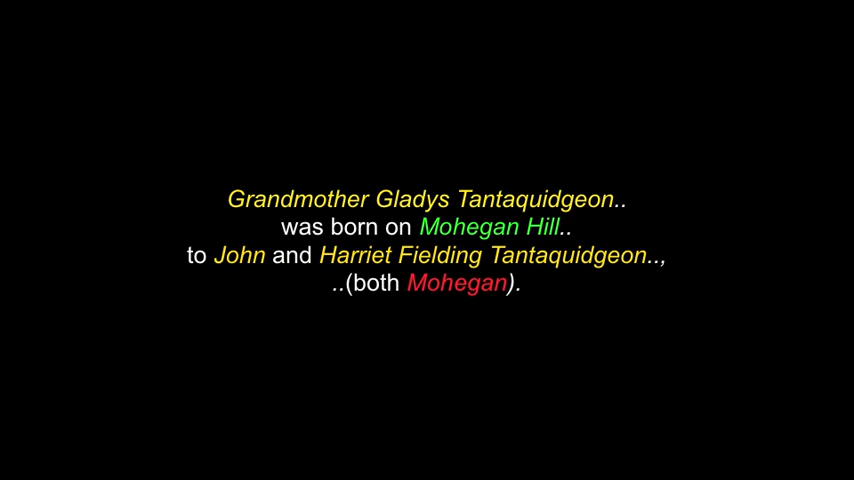 Grandmother Gladys Tantaquidgeon..
was born on Mohegan Hill..
to John and Harriet Fielding Tantaquidgeon..,
..(both Mohegan).